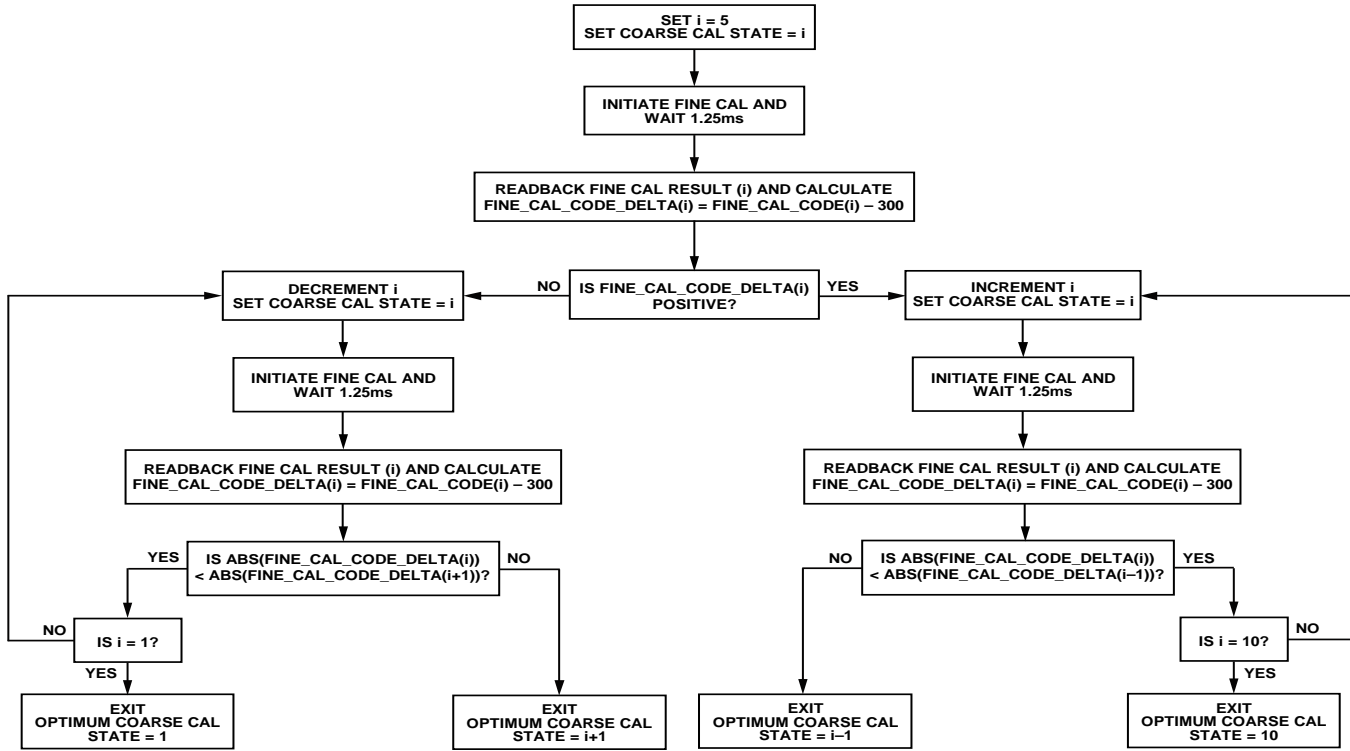 SET i = 5
SET COARSE CAL STATE = i
INITIATE FINE CAL AND
WAIT 1.25ms
READBACK FINE CAL RESULT (i) AND CALCULATE
FINE_CAL_CODE_DELTA(i) = FINE_CAL_CODE(i) – 300
IS FINE_CAL_CODE_DELTA(i)
POSITIVE?
NO
YES
DECREMENT i
SET COARSE CAL STATE = i
INITIATE FINE CAL AND
WAIT 1.25ms
READBACK FINE CAL RESULT (i) AND CALCULATE
FINE_CAL_CODE_DELTA(i) = FINE_CAL_CODE(i) – 300
IS ABS(FINE_CAL_CODE_DELTA(i))
< ABS(FINE_CAL_CODE_DELTA(i+1))?
YES
NO
IS i = 1?
NO
YES
EXIT
OPTIMUM COARSE CAL
STATE = 1
EXIT
OPTIMUM COARSE CAL
STATE = i+1
INCREMENT i
SET COARSE CAL STATE = i
INITIATE FINE CAL AND
WAIT 1.25ms
READBACK FINE CAL RESULT (i) AND CALCULATE
FINE_CAL_CODE_DELTA(i) = FINE_CAL_CODE(i) – 300
IS ABS(FINE_CAL_CODE_DELTA(i))
< ABS(FINE_CAL_CODE_DELTA(i–1))?
NO
YES
IS i = 10?
NO
YES
EXIT
OPTIMUM COARSE CAL
STATE = i–1
EXIT
OPTIMUM COARSE CAL
STATE = 10